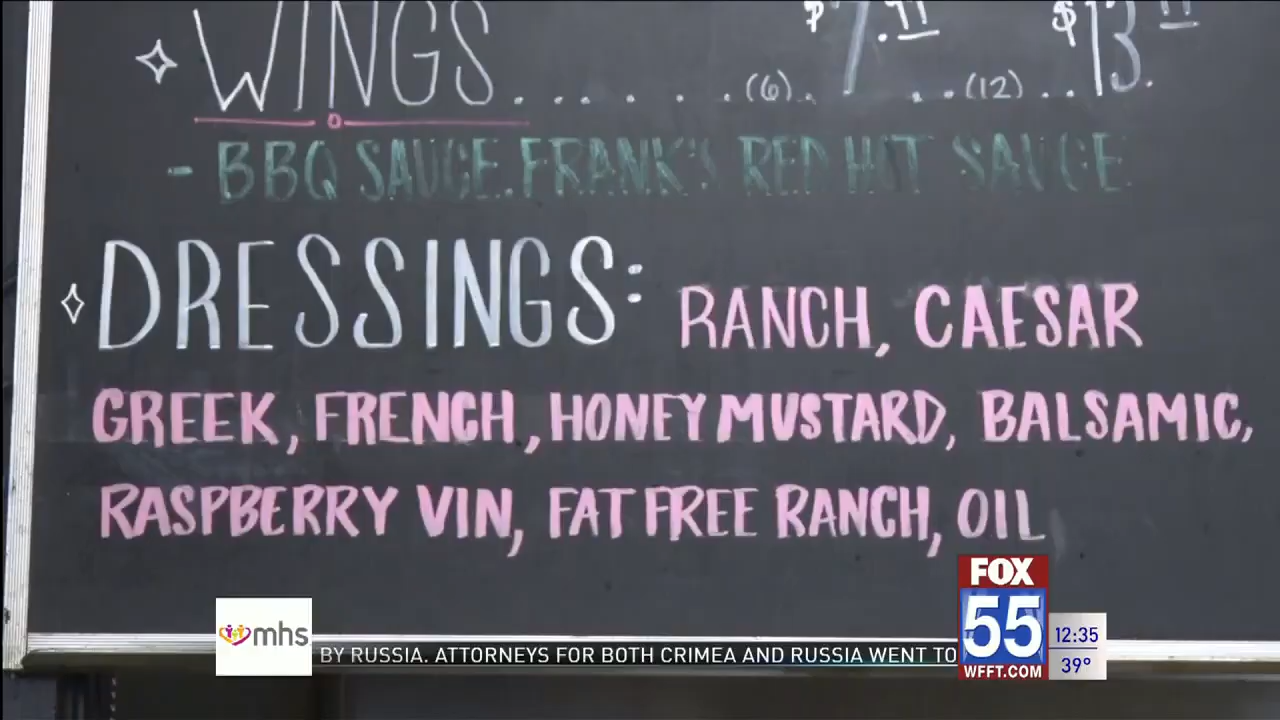 WINGS......(6). $7.99 ..(12)..$13.
- BBQ SAUCE. FRANK'S RED HOT SAUCE
DRESSINGS: RANCH, CAESAR
GREEK, FRENCH, HONEY MUSTARD, BALSAMIC,
RASPBERRY VIN, FAT FREE RANCH, OIL
FOX
55
WFFT.COM
12:35
39°
mhs
BY RUSSIA. ATTORNEYS FOR BOTH CRIMEA AND RUSSIA WENT TO